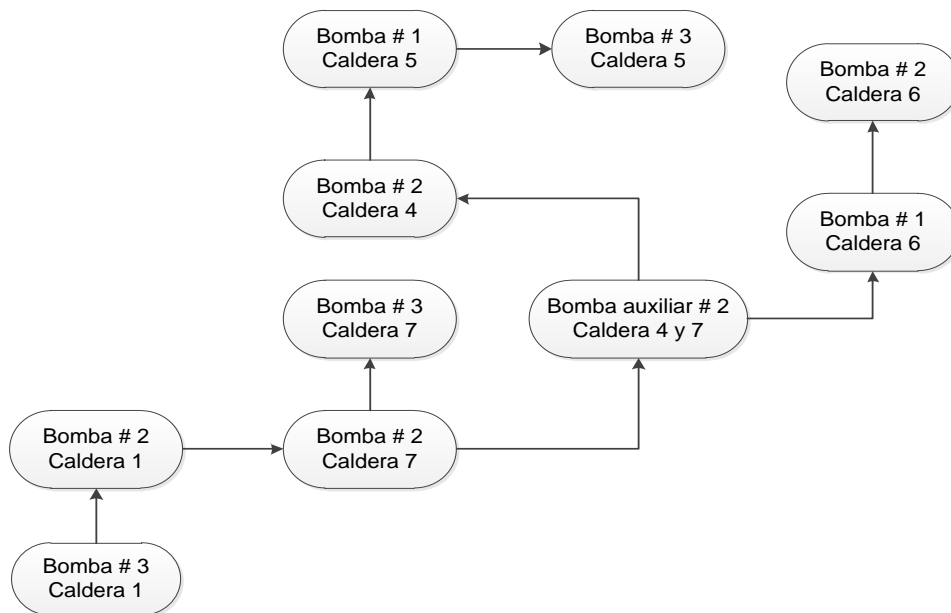 Bomba # 1
Caldera 5
Bomba # 3
Caldera 5
Bomba # 2
Caldera 6
Bomba # 2
Caldera 4
Bomba # 1
Caldera 6
Bomba # 3
Caldera 7
Bomba auxiliar # 2
Caldera 4 y 7
Bomba # 2
Caldera 1
Bomba # 2
Caldera 7
Bomba # 3
Caldera 1